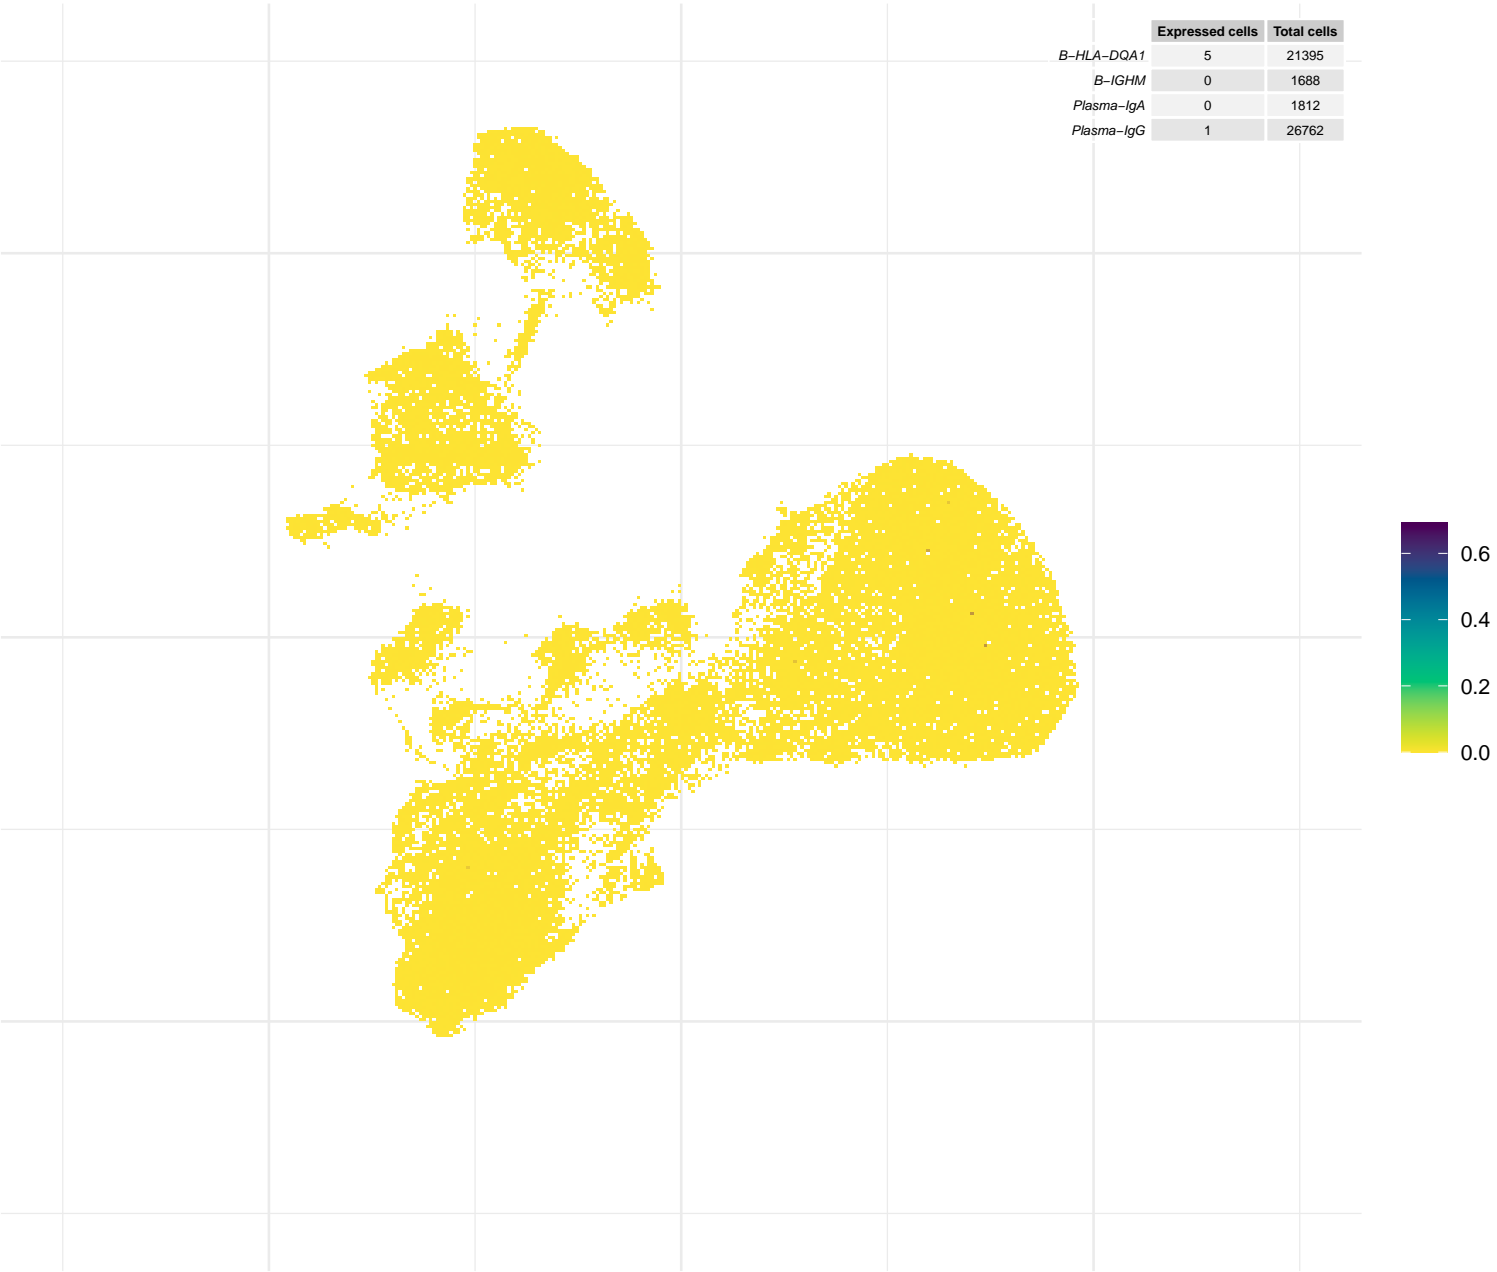 Expressed cells Total cells
B−HLA−DQA1 5 21395
B−IGHM 0 1688
Plasma−IgA 0 1812
Plasma−IgG 1 26762
0.6
0.4
0.2
0.0